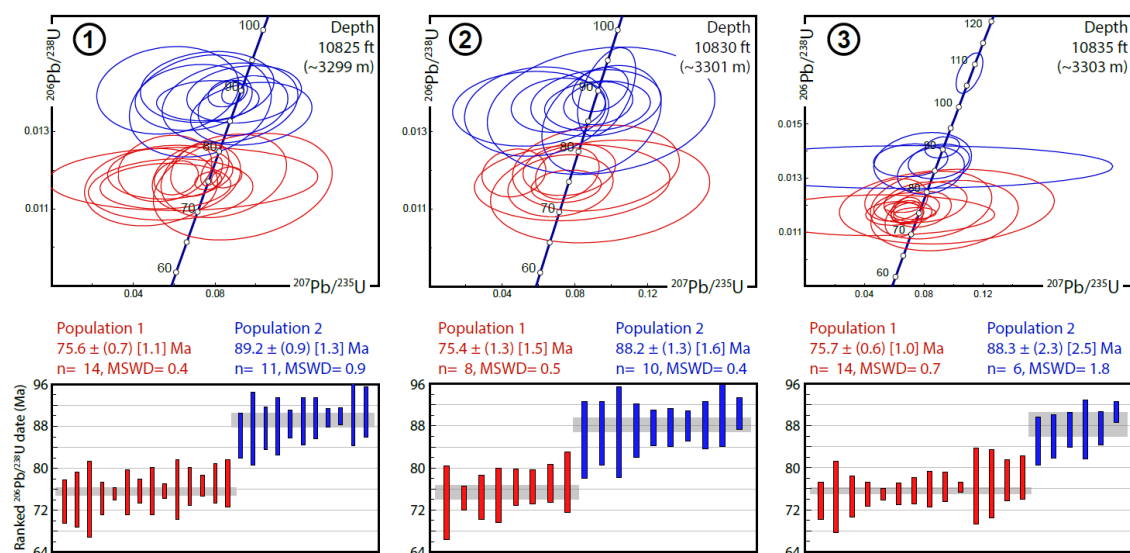 1
Depth
10825 ft
(~3299 m)
206Pb/238U
100
90
80
70
60
0.013
0.011
0.04
0.08
207Pb/235U
2
Depth
10830 ft
(~3301 m)
206Pb/238U
100
90
80
70
60
0.013
0.011
0.04
0.08
0.12
207Pb/235U
3
Depth
10835 ft
(~3303 m)
206Pb/238U
120
110
100
90
80
70
60
0.015
0.013
0.011
0.04
0.08
0.12
207Pb/235U
Population 1
75.6 ± (0.7) [1.1] Ma
n= 14, MSWD= 0.4
Population 2
89.2 ± (0.9) [1.3] Ma
n= 11, MSWD= 0.9
Population 1
75.4 ± (1.3) [1.5] Ma
n= 8, MSWD= 0.5
Population 2
88.2 ± (1.3) [1.6] Ma
n= 10, MSWD= 0.4
Population 1
75.7 ± (0.6) [1.0] Ma
n= 14, MSWD= 0.7
Population 2
88.3 ± (2.3) [2.5] Ma
n= 6, MSWD= 1.8
Ranked 206Pb/238U date (Ma)
96
88
80
72
64
96
88
80
72
64
96
88
80
72
64